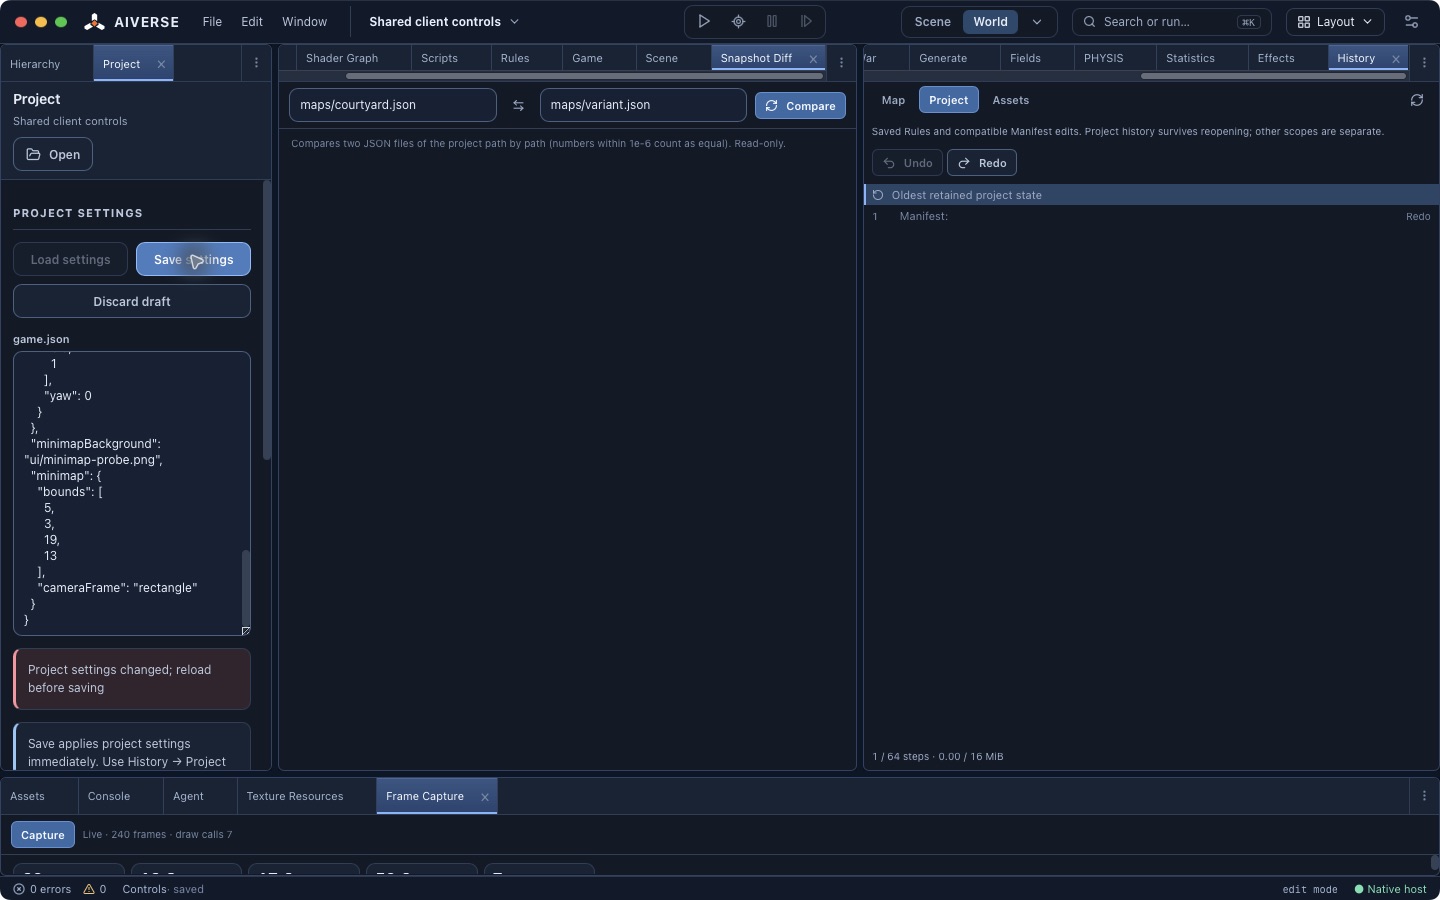 AIVERSE File Edit Window Shared client controls Scene World Search or run... ⌘K Layout
Hierarchy Project
Project
Shared client controls
Open
PROJECT SETTINGS
Load settings Save settings
Discard draft
game.json
1
],
"yaw": 0
}
},
"minimapBackground":
"ui/minimap-probe.png",
"minimap": {
"bounds": [
5,
3,
19,
13
],
"cameraFrame": "rectangle"
}
}
Project settings changed; reload
before saving
Save applies project settings
immediately. Use History → Project
Shader Graph Scripts Rules Game Scene Snapshot Diff
maps/courtyard.json maps/variant.json Compare
Compares two JSON files of the project path by path (numbers within 1e-6 count as equal). Read-only.
Generate Fields PHYSIS Statistics Effects History
Map Project Assets
Saved Rules and compatible Manifest edits. Project history survives reopening; other scopes are separate.
Undo Redo
Oldest retained project state
1 Manifest: Redo
1 / 64 steps · 0.00 / 16 MiB
Assets Console Agent Texture Resources Frame Capture
Capture Live · 240 frames · draw calls 7
0 errors 0 Controls · saved edit mode Native host